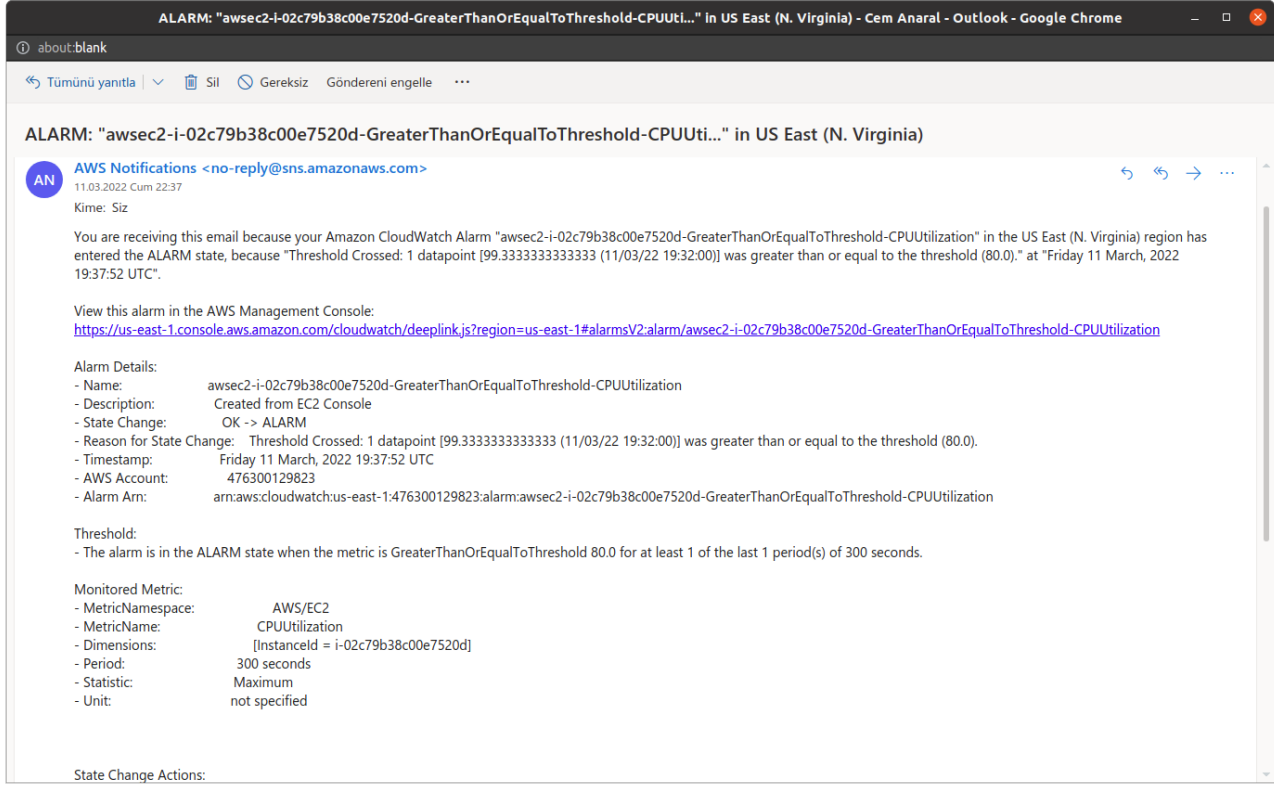 ALARM: "awsec2-i-02c79b38c00e7520d-GreaterThanOrEqualToThreshold-CPUUti..." in US East (N. Virginia) - Cem Anaral - Outlook - Google Chrome
about:blank
Tümünü yanıtla Sil Gereksiz Göndereni engelle ...
ALARM: "awsec2-i-02c79b38c00e7520d-GreaterThanOrEqualToThreshold-CPUUti..." in US East (N. Virginia)
AN
AWS Notifications <no-reply@sns.amazonaws.com>
11.03.2022 Cum 22:37
Kime: Siz
You are receiving this email because your Amazon CloudWatch Alarm "awsec2-i-02c79b38c00e7520d-GreaterThanOrEqualToThreshold-CPUUtilization" in the US East (N. Virginia) region has
entered the ALARM state, because "Threshold Crossed: 1 datapoint [99.3333333333333 (11/03/22 19:32:00)] was greater than or equal to the threshold (80.0)." at "Friday 11 March, 2022
19:37:52 UTC".
View this alarm in the AWS Management Console:
https://us-east-1.console.aws.amazon.com/cloudwatch/deeplink.js?region=us-east-1#alarmsV2:alarm/awsec2-i-02c79b38c00e7520d-GreaterThanOrEqualToThreshold-CPUUtilization
Alarm Details:
- Name: awsec2-i-02c79b38c00e7520d-GreaterThanOrEqualToThreshold-CPUUtilization
- Description: Created from EC2 Console
- State Change: OK -> ALARM
- Reason for State Change: Threshold Crossed: 1 datapoint [99.3333333333333 (11/03/22 19:32:00)] was greater than or equal to the threshold (80.0).
- Timestamp: Friday 11 March, 2022 19:37:52 UTC
- AWS Account: 476300129823
- Alarm Arn: arn:aws:cloudwatch:us-east-1:476300129823:alarm:awsec2-i-02c79b38c00e7520d-GreaterThanOrEqualToThreshold-CPUUtilization
Threshold:
- The alarm is in the ALARM state when the metric is GreaterThanOrEqualToThreshold 80.0 for at least 1 of the last 1 period(s) of 300 seconds.
Monitored Metric:
- MetricNamespace: AWS/EC2
- MetricName: CPUUtilization
- Dimensions: [InstanceId = i-02c79b38c00e7520d]
- Period: 300 seconds
- Statistic: Maximum
- Unit: not specified
State Change Actions: